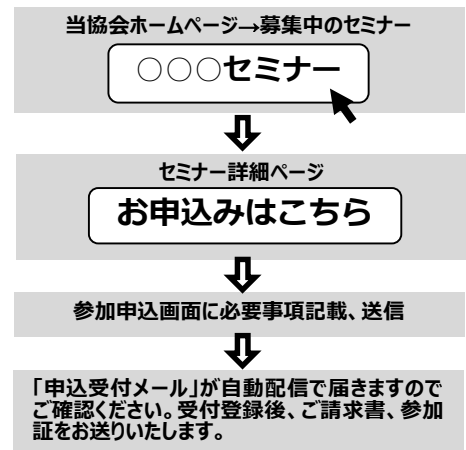 当協会ホームページ→募集中のセミナー
○○○セミナー
セミナー詳細ページ
お申込みはこちら
参加申込画面に必要事項記載、送信
「申込受付メール」が自動配信で届きますので
ご確認ください。受付登録後、ご請求書、参加
証をお送りいたします。